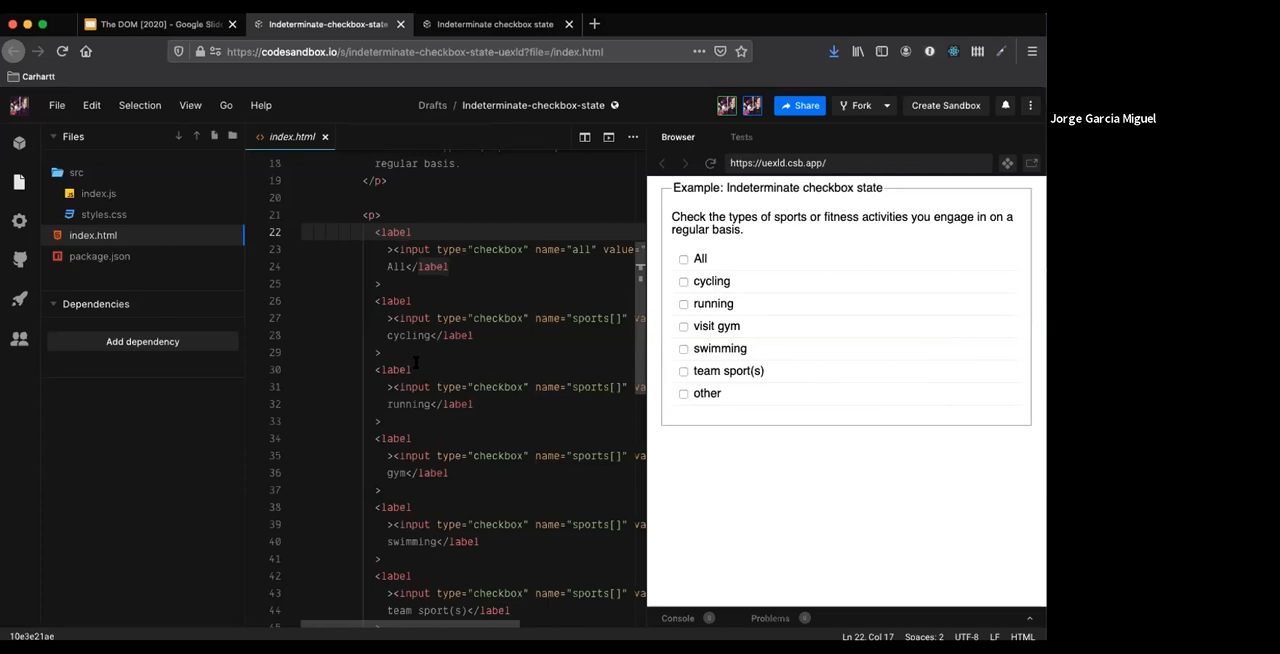 The DOM [2020] - Google Slid
Indeterminate-checkbox-state-
Indeterminate checkbox state
https://codesandbox.io/s/indeterminate-checkbox-state-uexld?file=/index.html
Carhartt
File Edit Selection View Go Help
Drafts / Indeterminate-checkbox-state
Share
Fork
Create Sandbox
Jorge Garcia Miguel
Files
src
index.js
styles.css
index.html
package.json
Dependencies
Add dependency
index.html
18 regular basis.
19 </p>
20
21 <p>
22 <label
23 ><input type="checkbox" name="all" value="
24 All</label
25 >
26 <label
27 ><input type="checkbox" name="sports[]" va
28 cycling</label
29 >
30 <label
31 ><input type="checkbox" name="sports[]" va
32 running</label
33 >
34 <label
35 ><input type="checkbox" name="sports[]" va
36 gym</label
37 >
38 <label
39 ><input type="checkbox" name="sports[]" va
40 swimming</label
41 >
42 <label
43 ><input type="checkbox" name="sports[]" va
44 team sport(s)</label
45 >
Browser Tests
https://uexld.csb.app/
Example: Indeterminate checkbox state
Check the types of sports or fitness activities you engage in on a
regular basis.
All
cycling
running
visit gym
swimming
team sport(s)
other
Console
Problems
10e3e21ae
Ln 22, Col 17 Spaces: 2 UTF-8 LF HTML